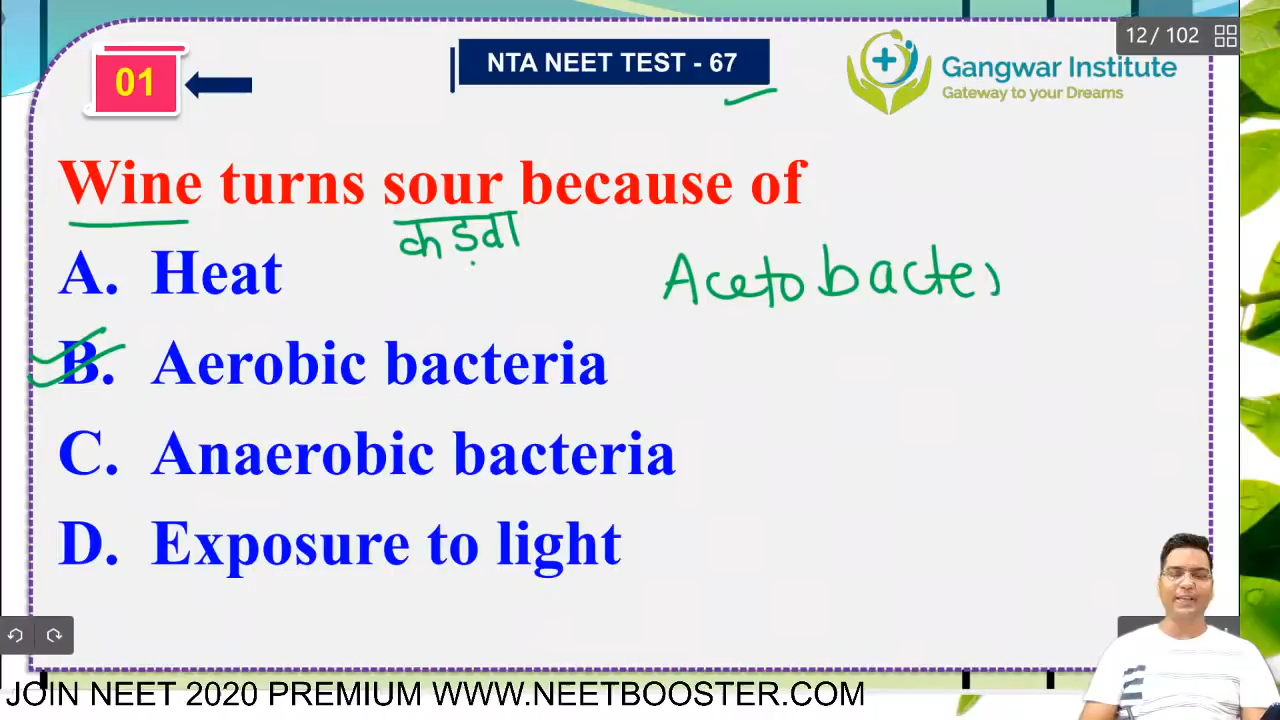 12 / 102
01
NTA NEET TEST - 67
Gangwar Institute
Gateway to your Dreams
Wine turns sour because of
कड़वा
A. Heat
Acetobacter
B. Aerobic bacteria
C. Anaerobic bacteria
D. Exposure to light
JOIN NEET 2020 PREMIUM WWW.NEETBOOSTER.COM